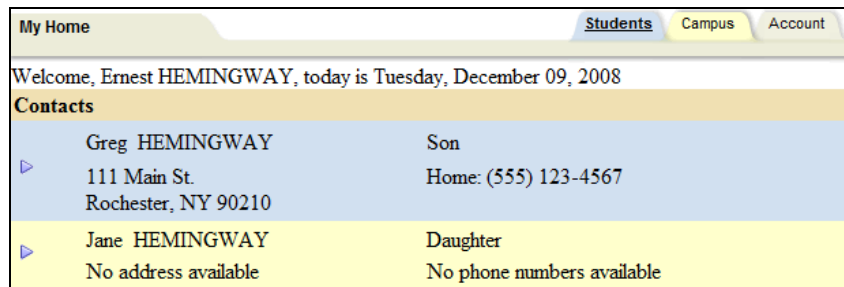 My Home Students Campus Account
Welcome, Ernest HEMINGWAY, today is Tuesday, December 09, 2008
Contacts
Greg HEMINGWAY Son
111 Main St. Home: (555) 123-4567
Rochester, NY 90210
Jane HEMINGWAY Daughter
No address available No phone numbers available